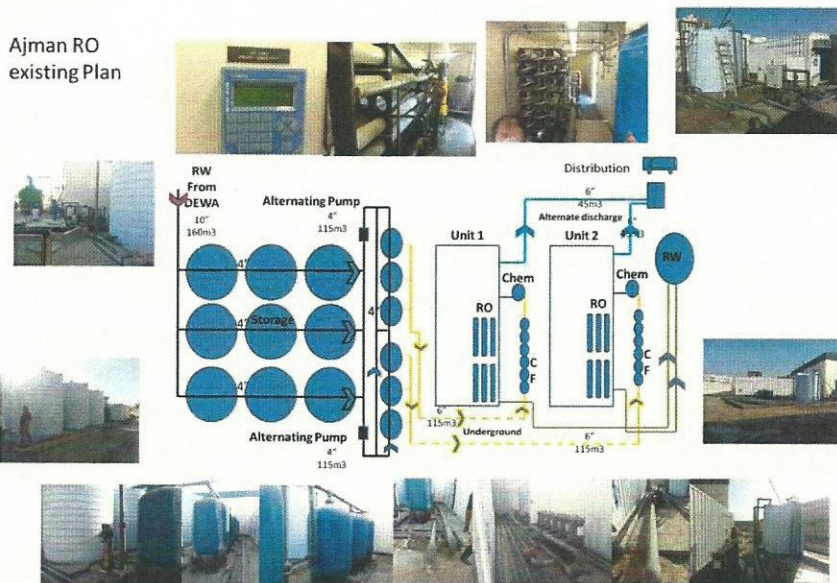 Ajman RO
existing Plan
RW
From
DEWA
10"
160m3
Alternating Pump
4"
115m3
Distribution
6"
45m3
Alternate discharge
Unit 1
Unit 2
RW
Chem
Chem
RO
RO
4"
4"
Storage
4"
4"
C
F
C
F
6"
115m3
Underground
6"
115m3
Alternating Pump
4"
115m3